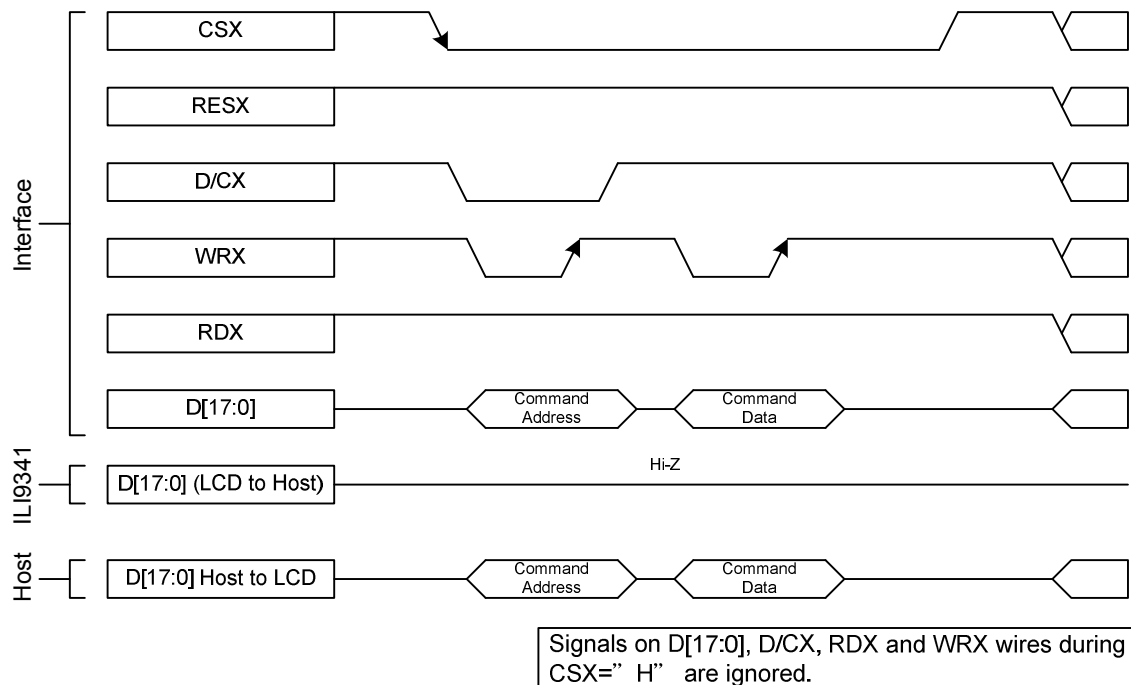 CSX
RESX
D/CX
WRX
RDX
D[17:0]
Command
Address
Command
Data
Interface
D[17:0] (LCD to Host)
Hi-Z
ILI9341
D[17:0] Host to LCD
Command
Address
Command
Data
Host
Signals on D[17:0], D/CX, RDX and WRX wires during
CSX=” H” are ignored.